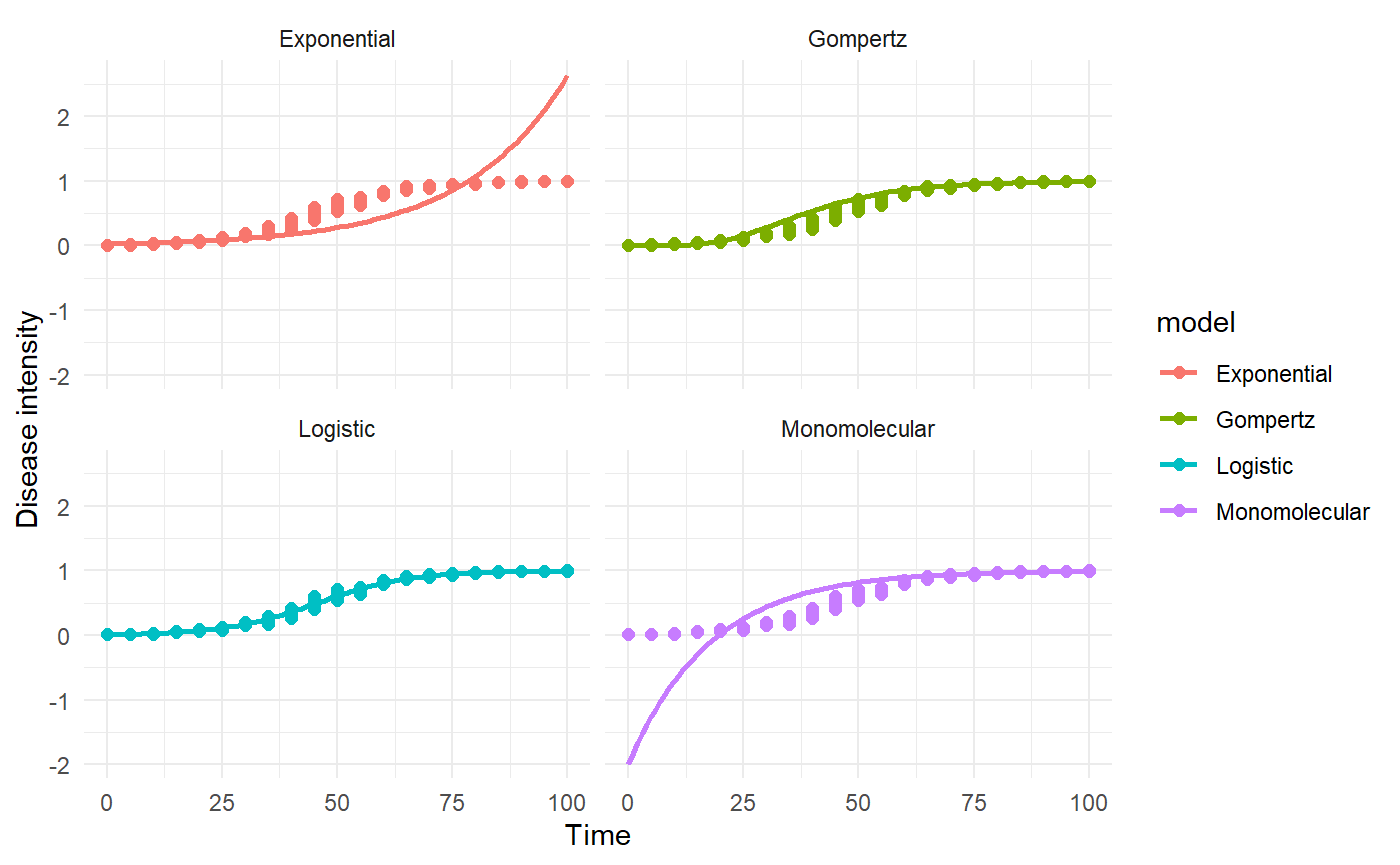 Exponential
Gompertz
2
1
0
-1
-2
Logistic
Monomolecular
2
1
0
-1
-2
0 25 50 75 100
0 25 50 75 100
Time
Disease intensity
model
Exponential
Gompertz
Logistic
Monomolecular